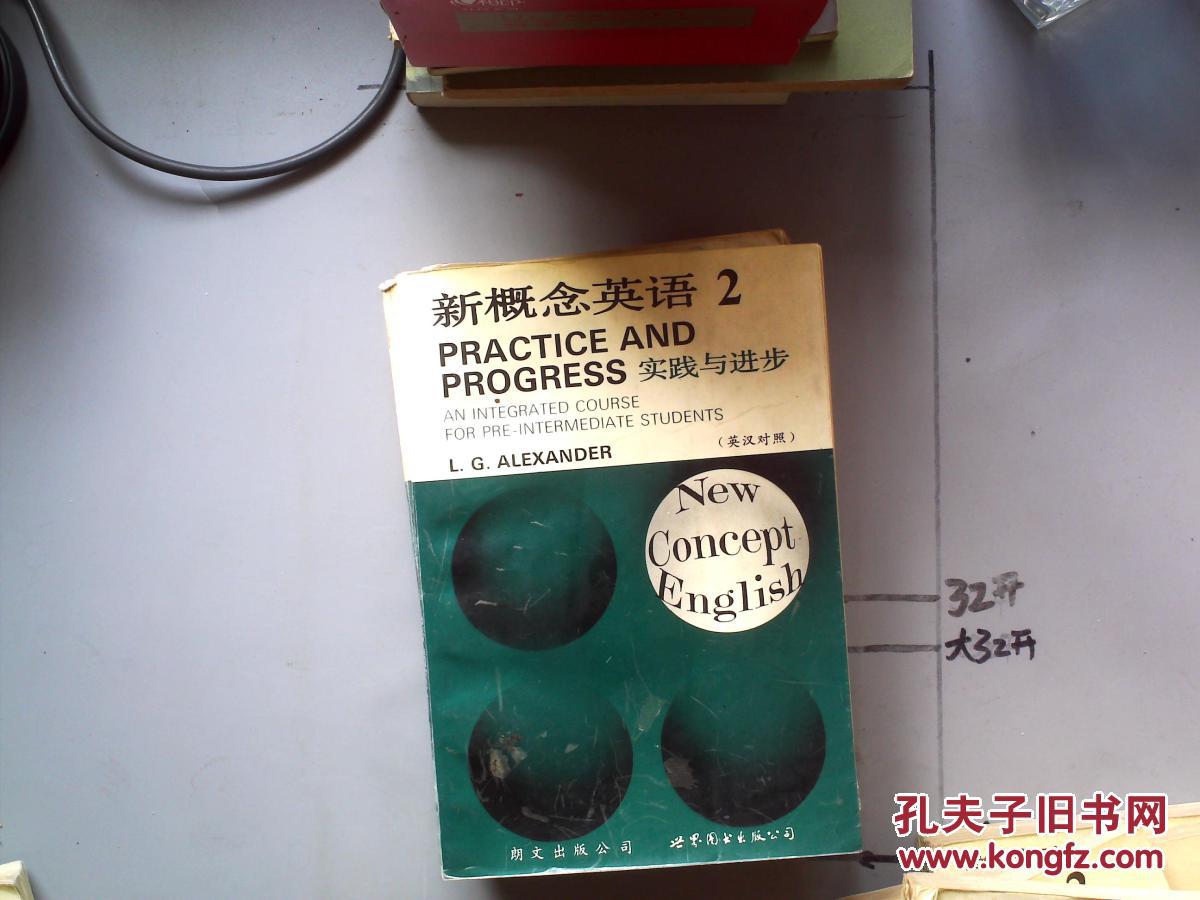 新概念英语 2
PRACTICE AND
PROGRESS 实践与进步
AN INTEGRATED COURSE
FOR PRE-INTERMEDIATE STUDENTS
(英汉对照)
L. G. ALEXANDER
New
Concept
English
32开
大32开
朗文出版公司 世界图书出版公司
孔夫子旧书网
www.kongfz.com
2